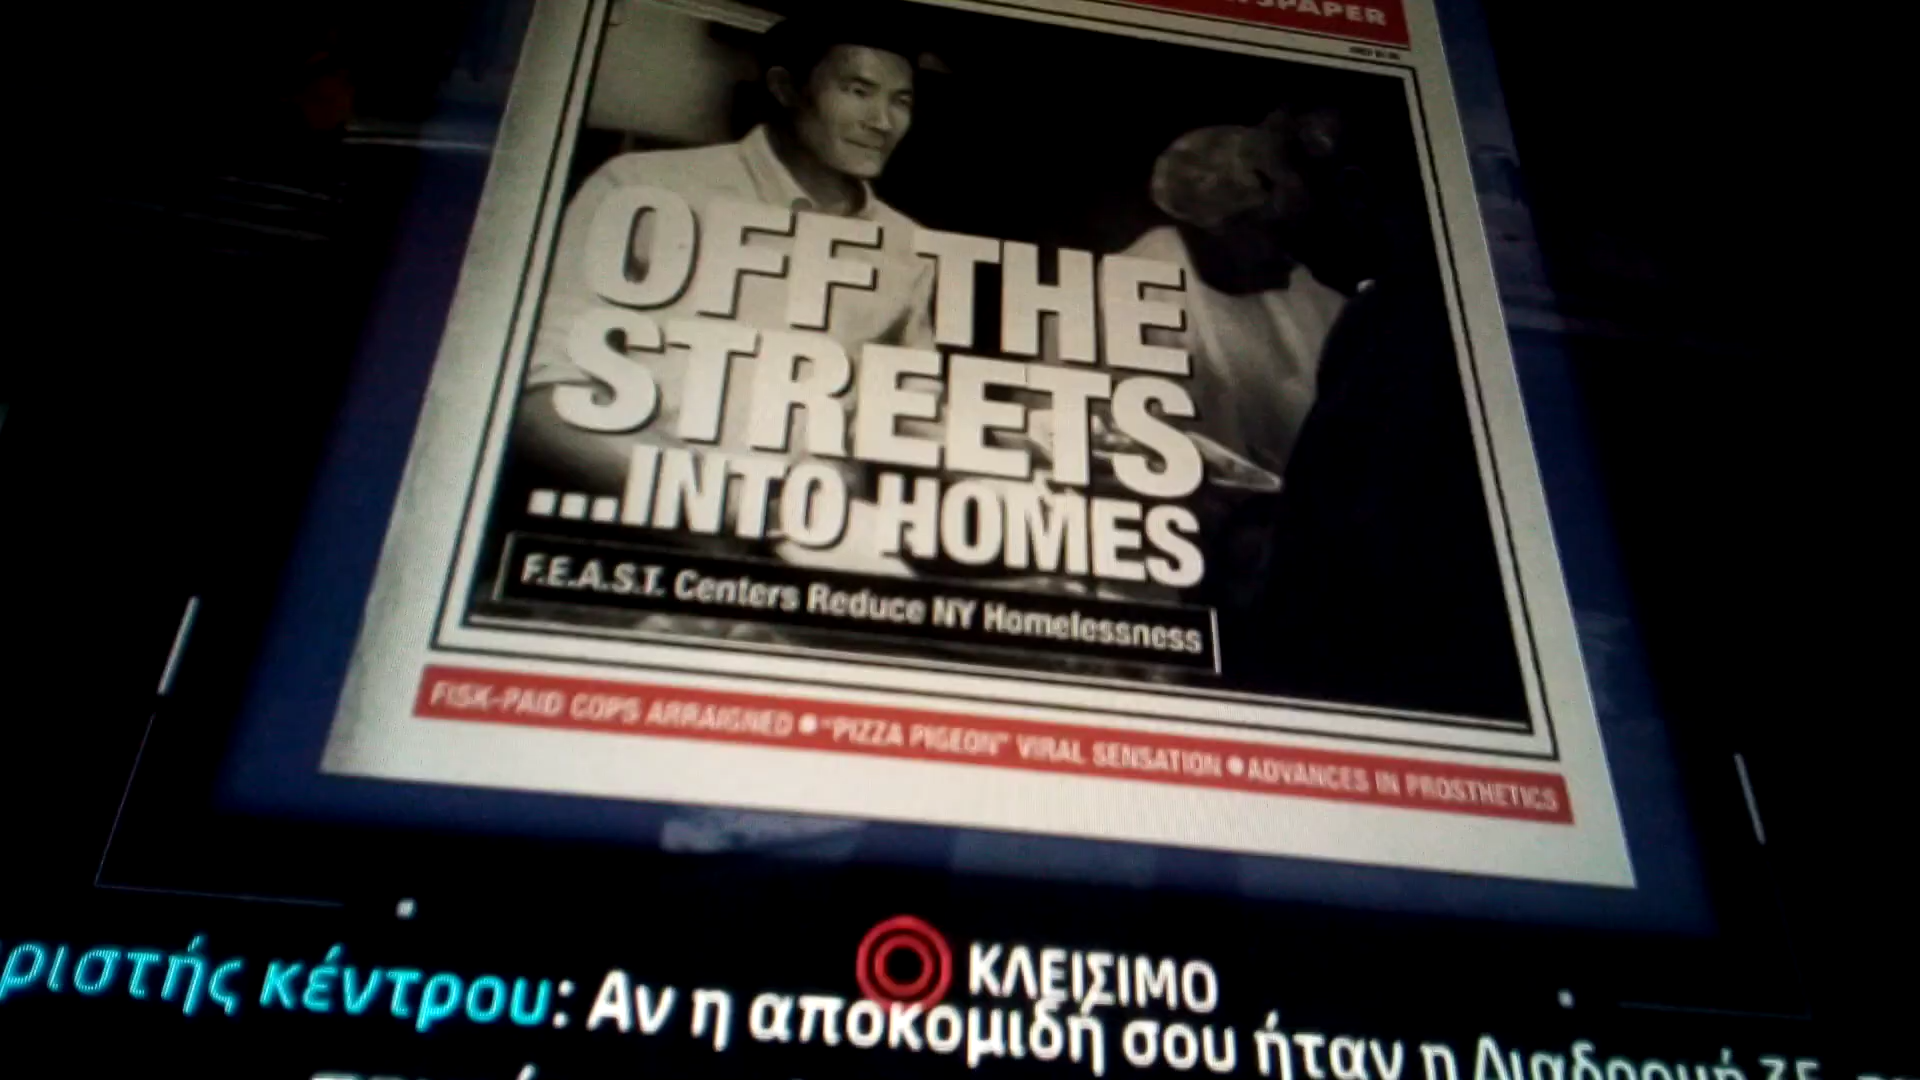 OFF THE
STREETS
...INTO HOMES
F.E.A.S.T. Centers Reduce NY Homelessness
FISK-PAID COPS ARRAIGNED ● "PIZZA PIGEON" VIRAL SENSATION ● ADVANCES IN PROSTHETICS
ΚΛΕΙΣΙΜΟ
κέντρου: Αν η αποκομιδή σου ήταν η Διαδρομή